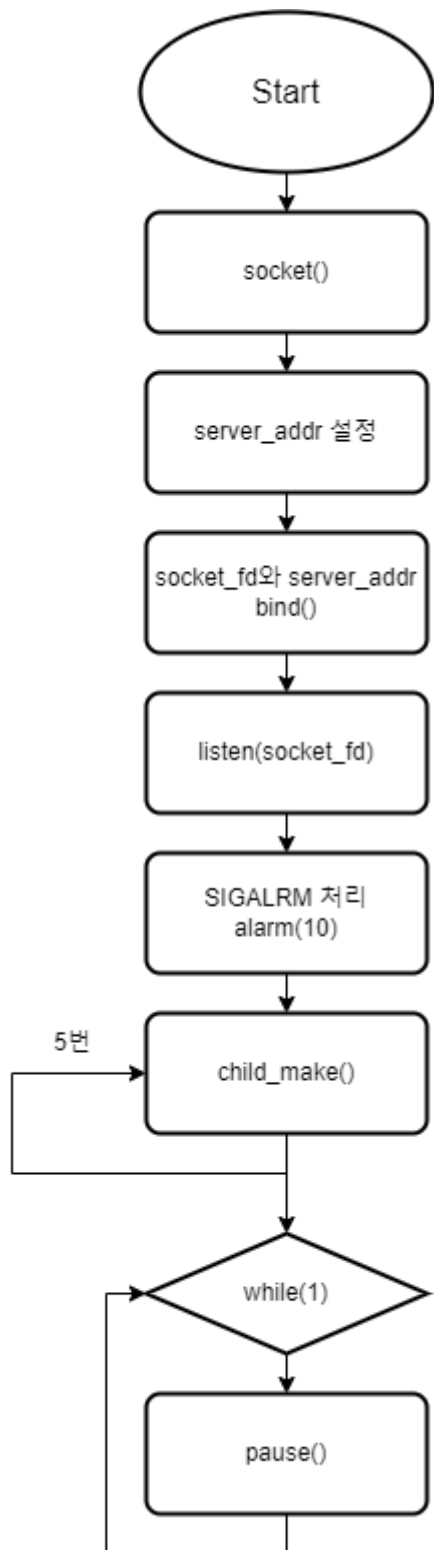 Start
socket()
server_addr 설정
socket_fd와 server_addr
bind()
listen(socket_fd)
SIGALRM 처리
alarm(10)
5번
child_make()
while(1)
pause()